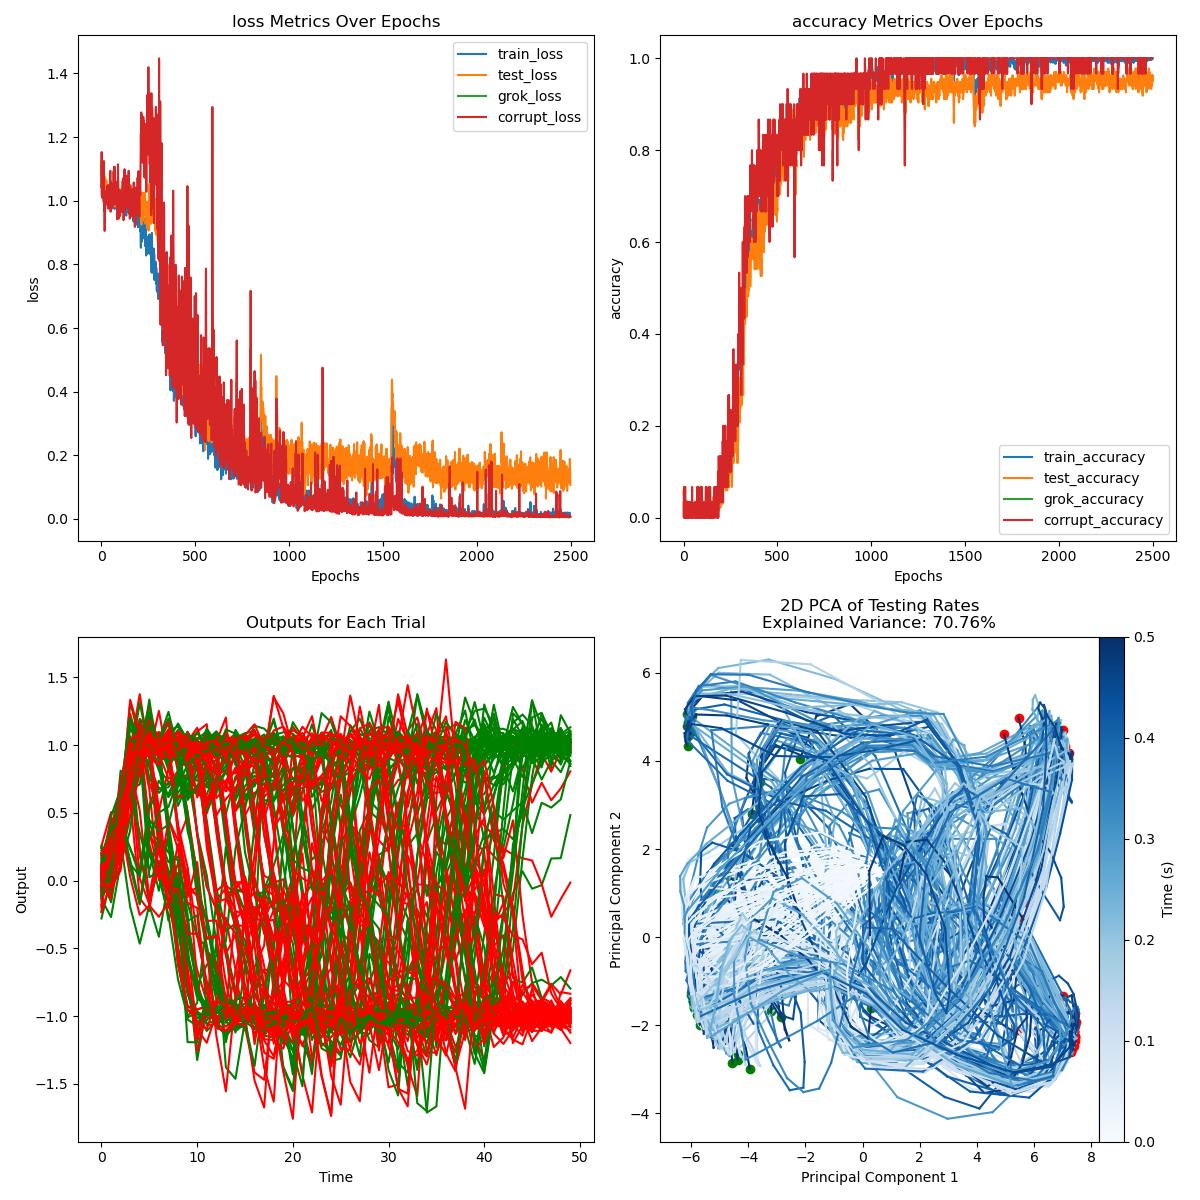 loss Metrics Over Epochs
1.4
1.2
1.0
0.8
0.6
0.4
0.2
0.0
loss
0
500
1000
1500
2000
2500
Epochs
train_loss
test_loss
grok_loss
corrupt_loss
accuracy Metrics Over Epochs
1.0
0.8
0.6
0.4
0.2
0.0
accuracy
0
500
1000
1500
2000
2500
Epochs
train_accuracy
test_accuracy
grok_accuracy
corrupt_accuracy
Outputs for Each Trial
1.5
1.0
0.5
0.0
−0.5
−1.0
−1.5
Output
0
10
20
30
40
50
Time
2D PCA of Testing Rates
Explained Variance: 70.76%
6
4
2
0
−2
−4
Principal Component 2
−6
−4
−2
0
2
4
6
8
Principal Component 1
0.5
0.4
0.3
0.2
0.1
0.0
Time (s)